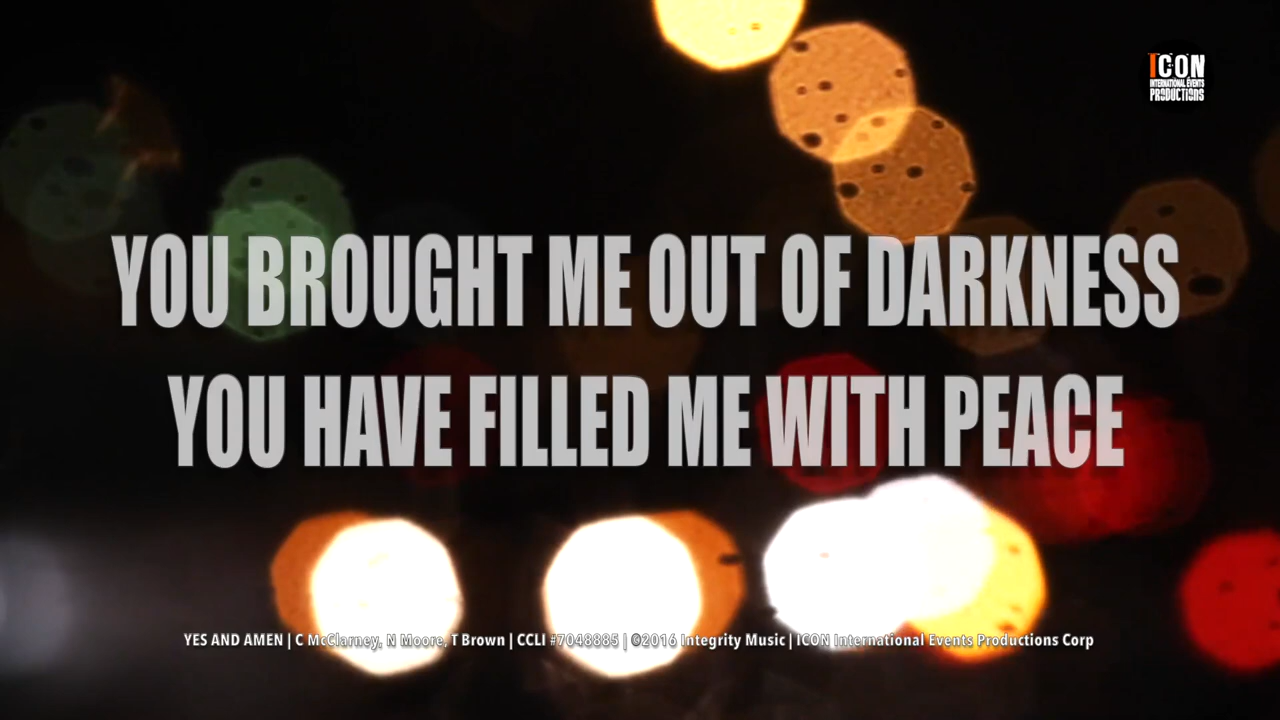 ICON
INTERNATIONAL EVENTS
PRODUCTIONS
YOU BROUGHT ME OUT OF DARKNESS
YOU HAVE FILLED ME WITH PEACE
YES AND AMEN | C McClarney, N Moore, T Brown | CCLI #7048885 | ©2016 Integrity Music | ICON International Events Productions Corp